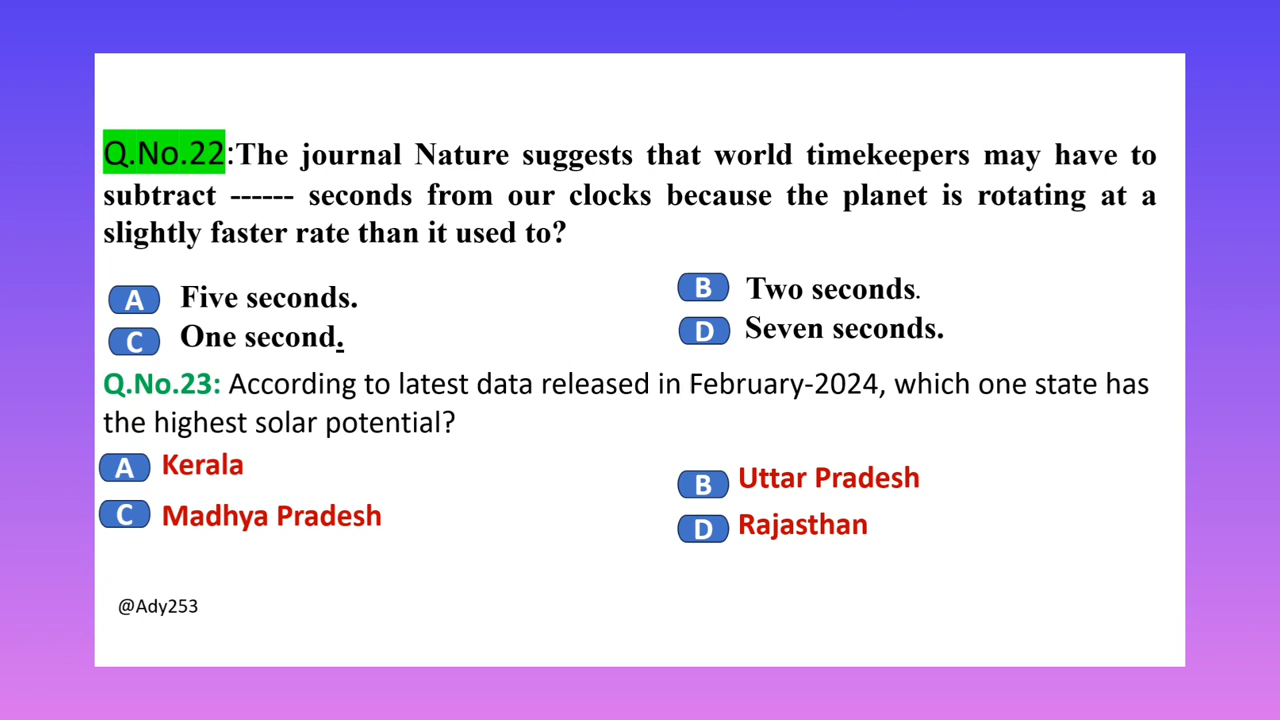 Q.No.22:The journal Nature suggests that world timekeepers may have to
subtract ------ seconds from our clocks because the planet is rotating at a
slightly faster rate than it used to?
A Five seconds.
B Two seconds.
C One second.
D Seven seconds.
Q.No.23: According to latest data released in February-2024, which one state has
the highest solar potential?
A Kerala
B Uttar Pradesh
C Madhya Pradesh
D Rajasthan
@Ady253